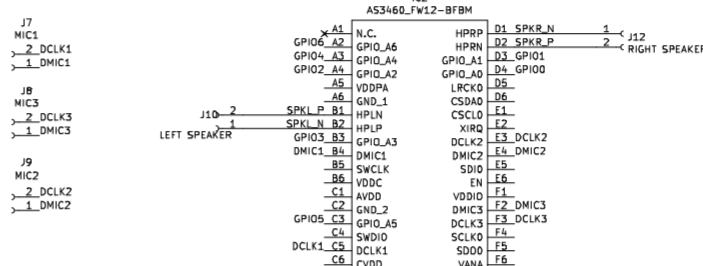 J7
MIC1
2 DCLK1
1 DMIC1
J8
MIC3
2 DCLK3
1 DMIC3
J9
MIC2
2 DCLK2
1 DMIC2
AS3460_FW12-BFBM
A1 N.C.
GPIO6 A2 GPIO_A6
GPIO4 A3 GPIO_A4
GPIO2 A4 GPIO_A2
A5 VDDPA
A6 GND_1
J10 2 SPKL_P B1 HPLN
1 SPKL_N B2 HPLP
LEFT SPEAKER
GPIO3 B3 GPIO_A3
DMIC1 B4 DMIC1
B5 SWCLK
B6 VDDC
C1 AVDD
C2 GND_2
GPIO5 C3 GPIO_A5
C4 SWDIO
DCLK1 C5 DCLK1
C6 CVDD
HPRP D1 SPKR_N 1 J12
HPRN D2 SPKR_P 2 RIGHT SPEAKER
GPIO_A1 D3 GPIO1
GPIO_A0 D4 GPIO0
LRCK0 D5
CSDA0 D6
CSCL0 E1
XIRQ E2
DCLK2 E3 DCLK2
DMIC2 E4 DMIC2
SDI0 E5
EN E6
VDDIO F1
DMIC3 F2 DMIC3
DCLK3 F3 DCLK3
SCLK0 F4
SDO0 F5
VANA F6